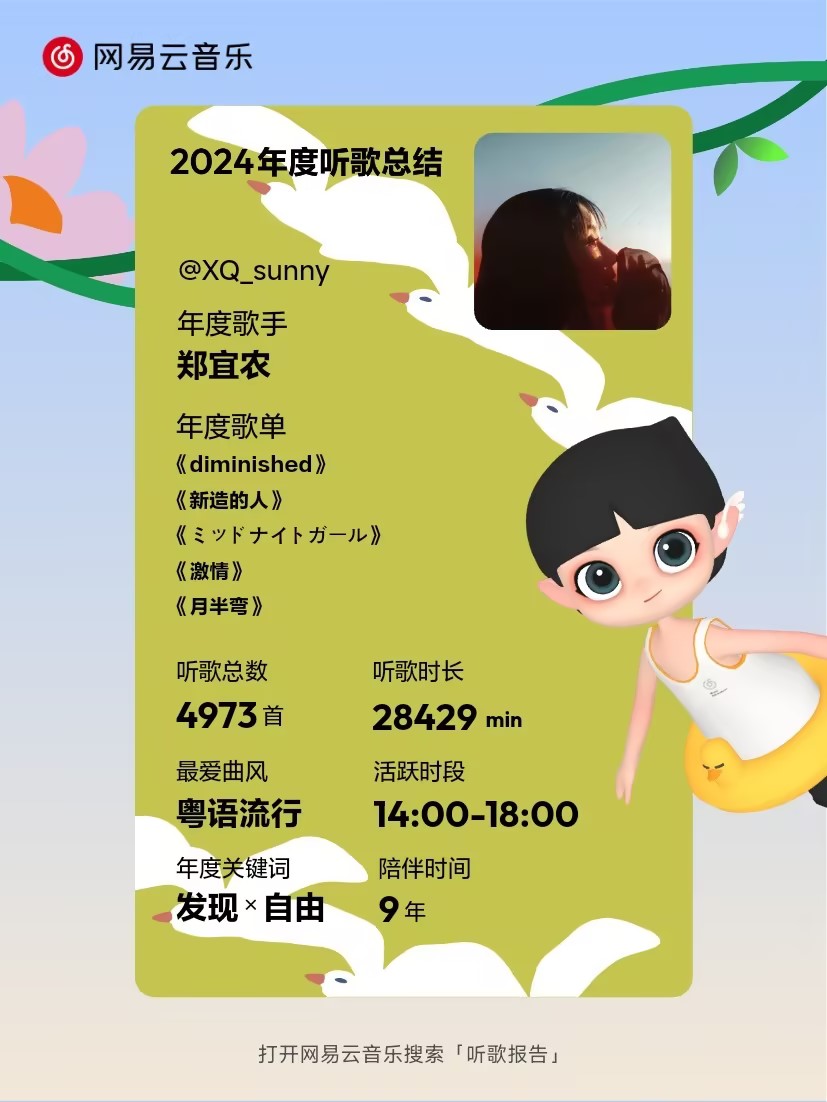 网易云音乐
2024年度听歌总结
@XQ_sunny
年度歌手
郑宜农
年度歌单
《diminished》
《新造的人》
《ミッドナイトガール》
《激情》
《月半弯》
听歌总数 听歌时长
4973首 28429 min
最爱曲风 活跃时段
粤语流行 14:00-18:00
年度关键词 陪伴时间
发现×自由 9年
打开网易云音乐搜索「听歌报告」